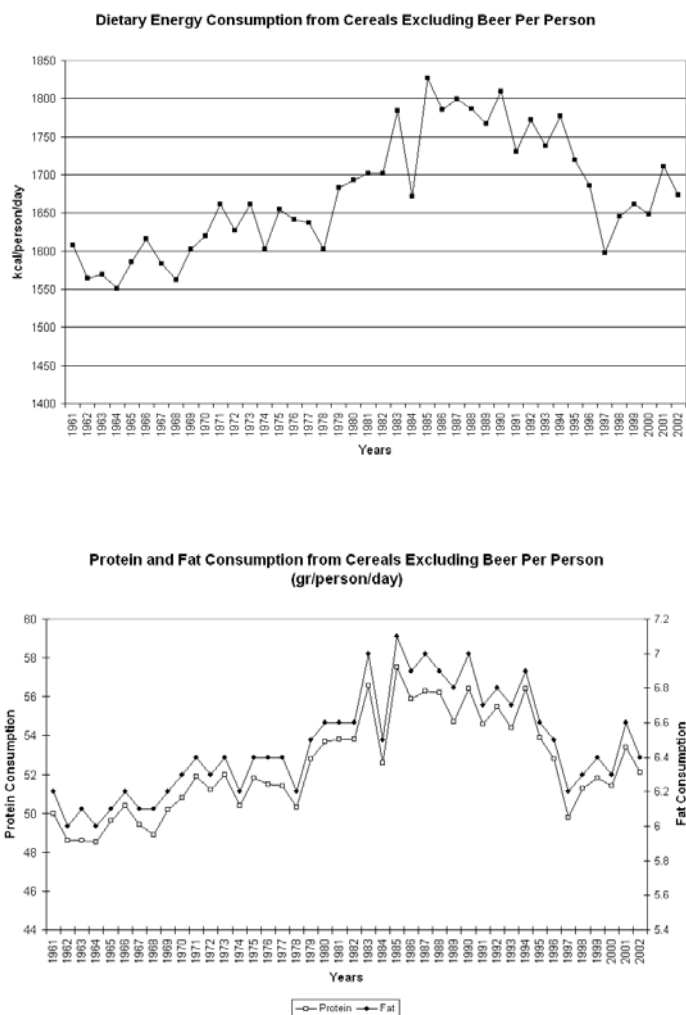 Dietary Energy Consumption from Cereals Excluding Beer Per Person
1850
1800
1750
1700
1650
1600
1550
1500
1450
1400
kcal/person/day
1961 1962 1963 1964 1965 1966 1967 1968 1969 1970 1971 1972 1973 1974 1975 1976 1977 1978 1979 1980 1981 1982 1983 1984 1985 1986 1987 1988 1989 1990 1991 1992 1993 1994 1995 1996 1997 1998 1999 2000 2001 2002
Years
Protein and Fat Consumption from Cereals Excluding Beer Per Person
(gr/person/day)
60
58
56
54
52
50
48
46
44
Protein Consumption
7.2
7
6.8
6.6
6.4
6.2
6
5.8
5.6
5.4
Fat Consumption
1961 1962 1963 1964 1965 1966 1967 1968 1969 1970 1971 1972 1973 1974 1975 1976 1977 1978 1979 1980 1981 1982 1983 1984 1985 1986 1987 1988 1989 1990 1991 1992 1993 1994 1995 1996 1997 1998 1999 2000 2001 2002
Years
Protein Fat